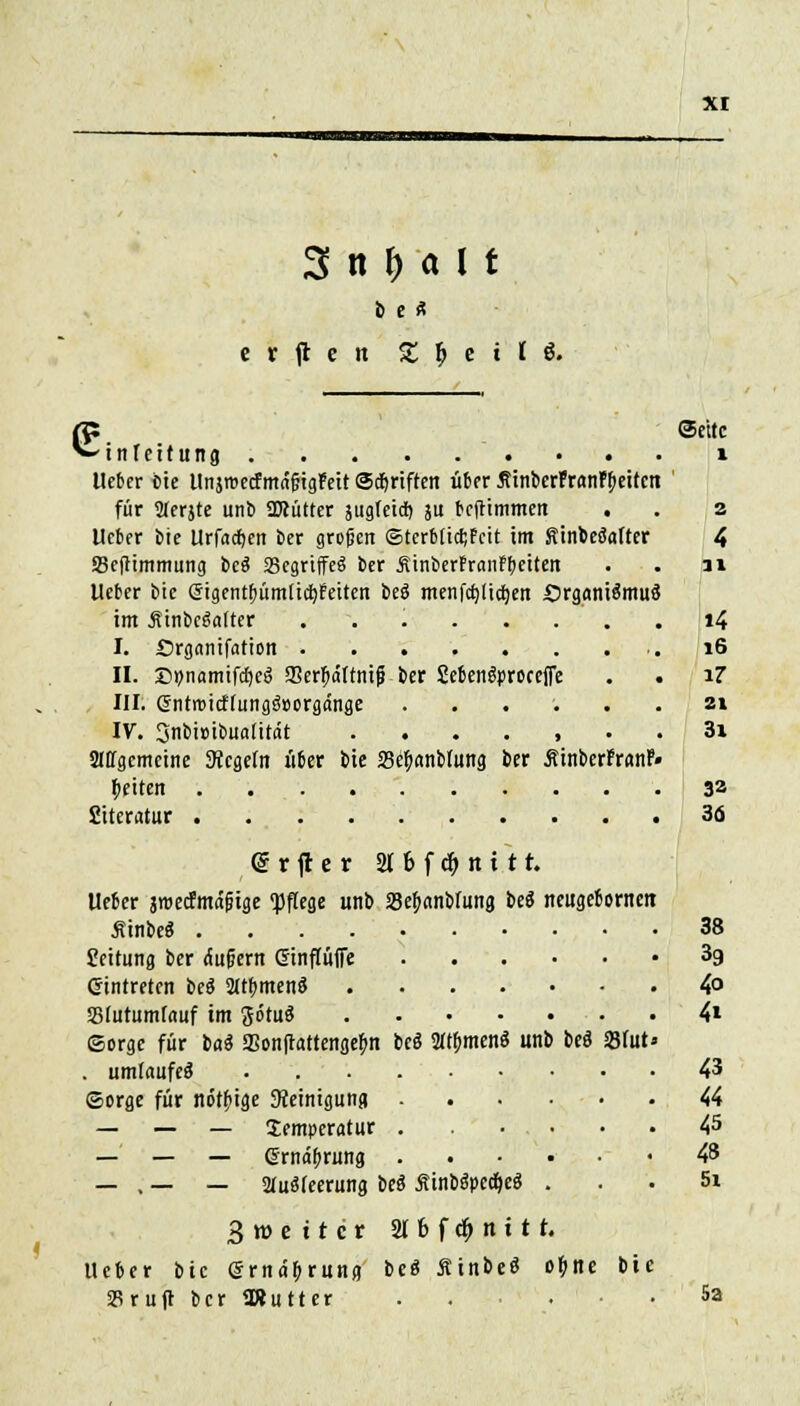 XI
Inhalt
des
ersten Theils.
Seite
Einleitung . . . . . . . . . . 1
Ueber die Unzweckmäßigkeit Schriften über Kinderkrankheiten
für Aerzte und Mütter zugleich zu bestimmen . . 2
Ueber die Ursachen der großen Sterblichkeit im Kindesalter 4
Bestimmung des Begriffes der Kinderkrankheiten . . 11
Ueber die Eigenthümlichkeiten des menschlichen Organismus
im Kindesalter . . . . . . . . 14
I. Organisation . . . . . . . . . 16
II. Dynamisches Verhältniß der Lebensprocesse . . 17
III. Entwicklungsvorgänge . . . . . . 21
IV. Individualität . . . . , . . 31
Allgemeine Regeln über die Behandlung der Kinderkrank-
heiten . . . . . . . . . . 32
Literatur . . . . . . . . . . 36
Erster Abschnitt.
Ueber zweckmäßige Pflege und Behandlung des neugebornen
Kindes . . . . . . . . . . 38
Leitung der äußern Einflüsse . . . . . . 39
Eintreten des Athmens . . . . . . . 40
Blutumlauf im Fötus . . . . . . . 41
Sorge für das Vonstattengehn des Athmens und des Blut-
. umlaufes . . . . . . . . . 43
Sorge für nöthige Reinigung . . . . . . 44
— — — Temperatur . . . . . . 45
— — — Ernährung . . . . . . 48
— . — — Ausleerung des Kindspeches . . . 51
Zweiter Abschnitt.
Ueber die Ernährung des Kindes ohne die
Brust der Mutter . . . . . . 52